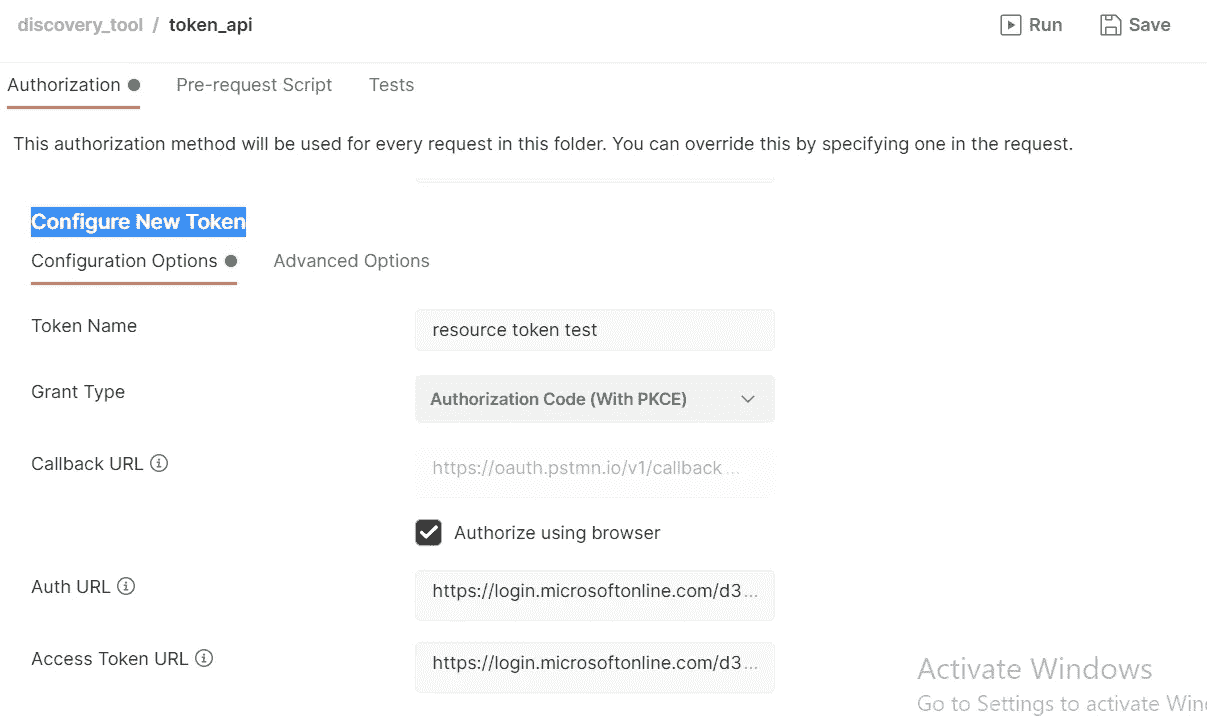 discovery_tool / token_api
Run
Save
Authorization
Pre-request Script
Tests
This authorization method will be used for every request in this folder. You can override this by specifying one in the request.
Configure New Token
Configuration Options
Advanced Options
Token Name
resource token test
Grant Type
Authorization Code (With PKCE)
Callback URL
https://oauth.pstmn.io/v1/callback ...
Authorize using browser
Auth URL
https://login.microsoftonline.com/d3...
Access Token URL
https://login.microsoftonline.com/d3...
Activate Windows
Go to Settings to activate Win